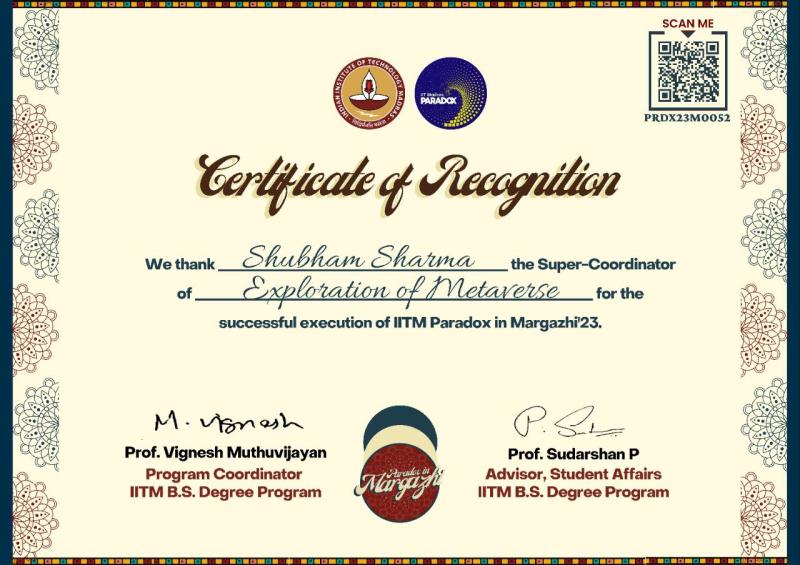 SCAN ME
PRDX23M0052
INDIAN INSTITUTE OF TECHNOLOGY MADRAS
IIT Madras
PARADOX
Certificate of Recognition
We thank Shubham Sharma the Super-Coordinator
of Exploration of Metaverse for the
successful execution of IITM Paradox in Margazhi'23.
M. Vignesh
Prof. Vignesh Muthuvijayan
Program Coordinator
IITM B.S. Degree Program
Paradox in
Margazhi
Prof. Sudarshan P
Advisor, Student Affairs
IITM B.S. Degree Program